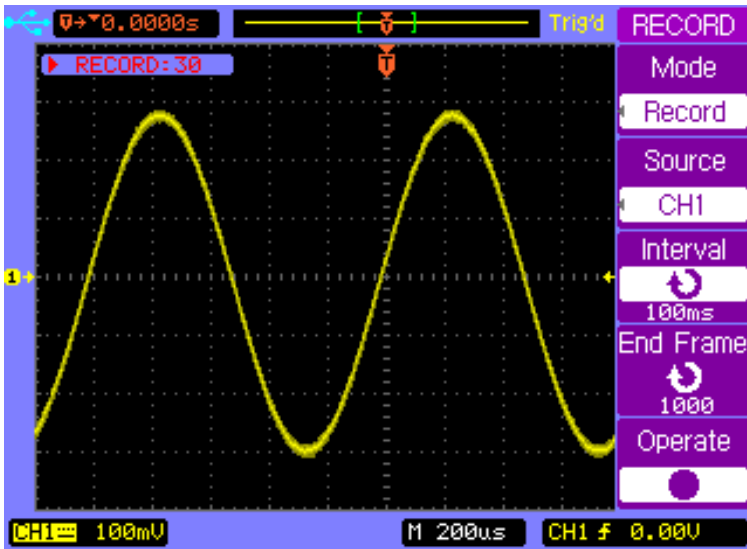 0.0000s
T
Trig'd
RECORD
RECORD:30
T
Mode
Record
Source
CH1
1
Interval
100ms
End Frame
1000
Operate
CH1 100mV
M 200us
CH1 0.00V